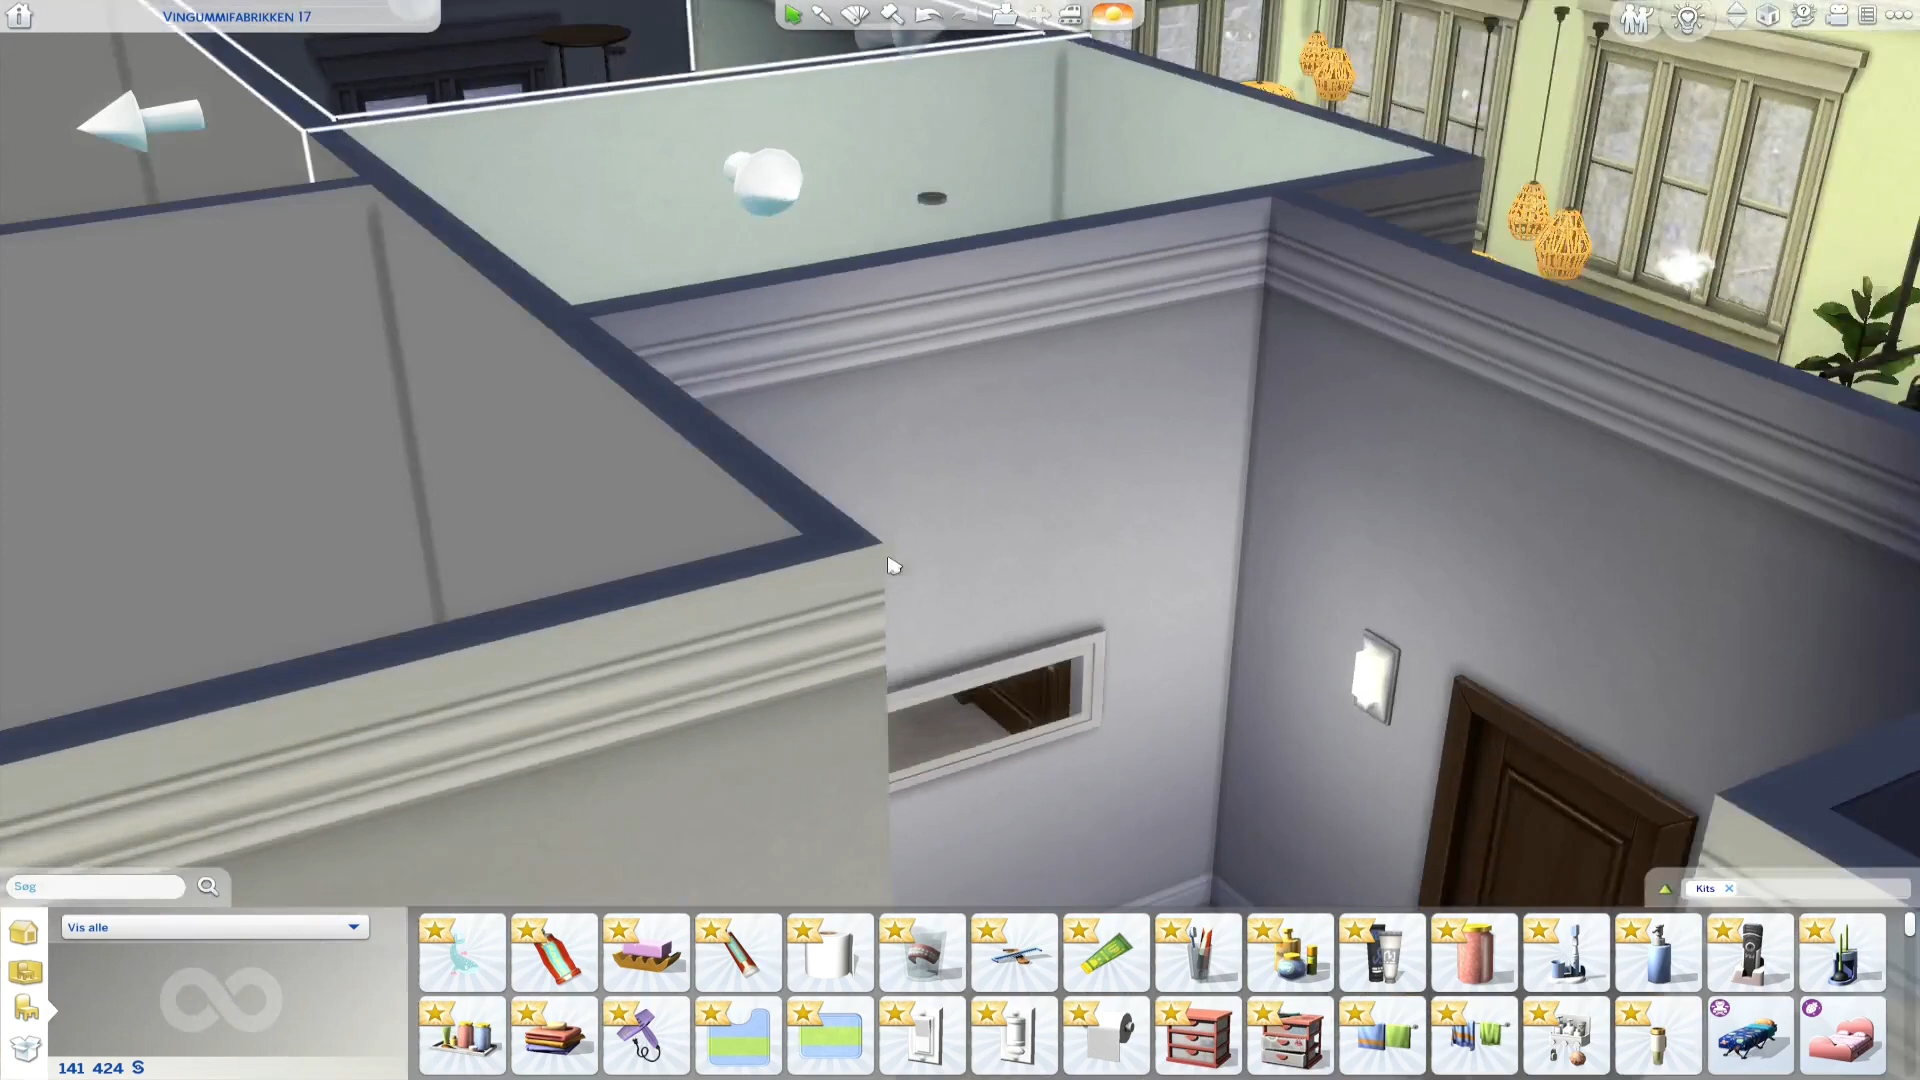 VINGUMMIFABRIKKEN 17
Søg
Kits
Vis alle
141 424 S